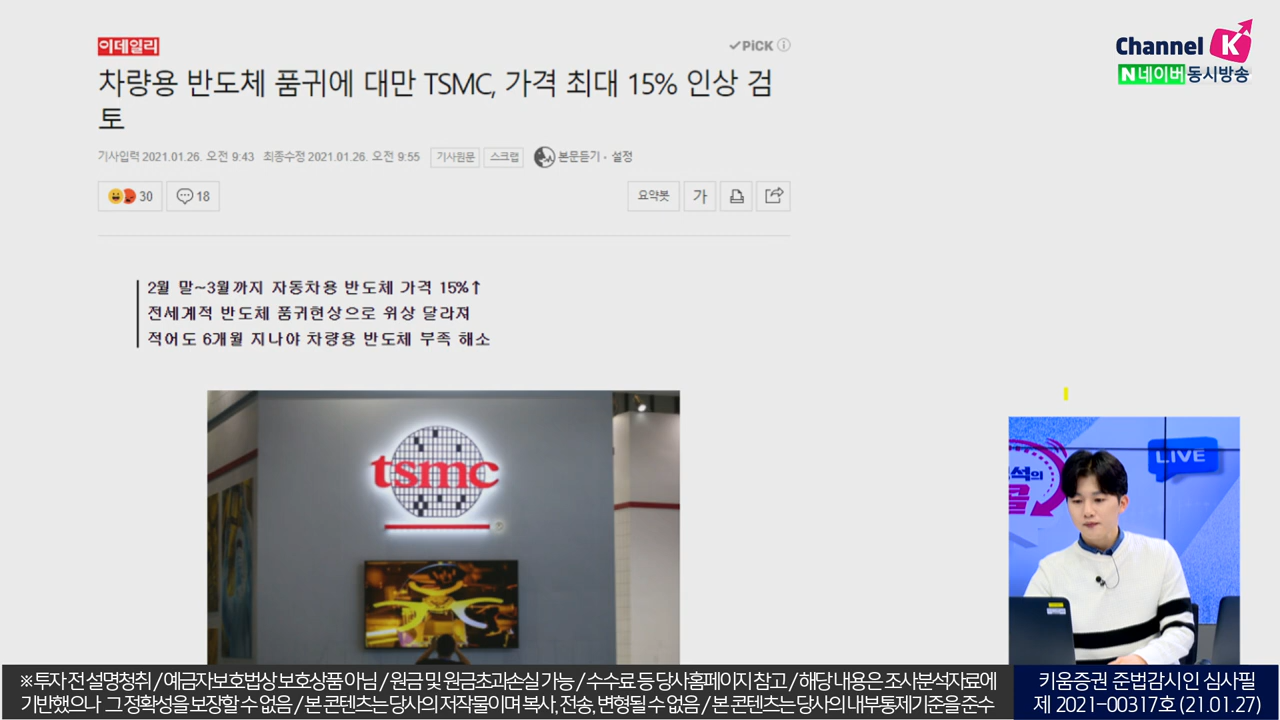 이데일리
✓PiCK ⓘ
Channel K
N 네이버 동시방송
차량용 반도체 품귀에 대만 TSMC, 가격 최대 15% 인상 검
토
기사입력 2021.01.26. 오전 9:43 최종수정 2021.01.26. 오전 9:55 기사원문 스크랩 본문듣기 · 설정
30 18 요약봇 가
2월 말~3월까지 자동차용 반도체 가격 15%↑
전세계적 반도체 품귀현상으로 위상 달라져
적어도 6개월 지나야 차량용 반도체 부족 해소
tsmc
석의
콜
LIVE
※ 투자 전 설명청취 / 예금자보호법상 보호상품 아님 / 원금 및 원금초과손실 가능 / 수수료 등 당사홈페이지 참고 / 해당 내용은 조사분석자료에
기반했으나 그 정확성을 보장할 수 없음 / 본 콘텐츠는 당사의 저작물이며 복사, 전송, 변형될 수 없음 / 본 콘텐츠는 당사의 내부통제기준을 준수
키움증권 준법감시인 심사필
제 2021-00317호 (21.01.27)